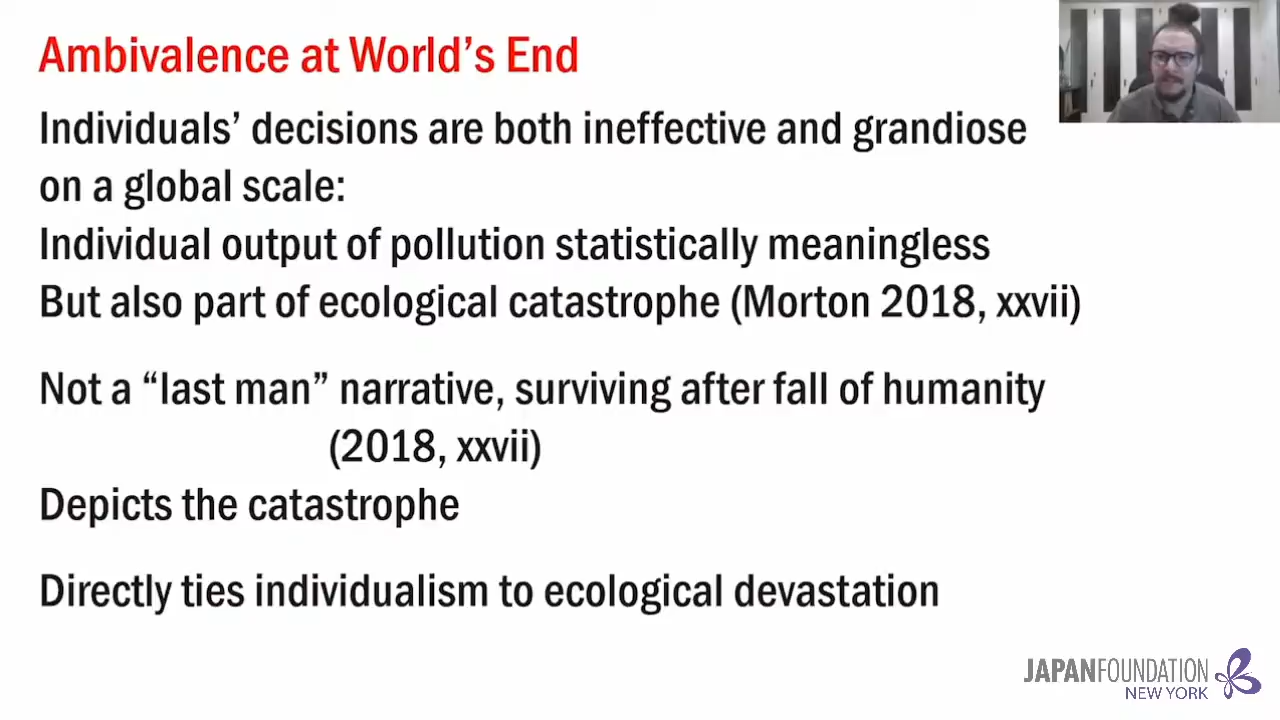 Ambivalence at World's End
Individuals' decisions are both ineffective and grandiose
on a global scale:
Individual output of pollution statistically meaningless
But also part of ecological catastrophe (Morton 2018, xxvii)
Not a “last man” narrative, surviving after fall of humanity
(2018, xxvii)
Depicts the catastrophe
Directly ties individualism to ecological devastation
JAPANFOUNDATION
NEW YORK